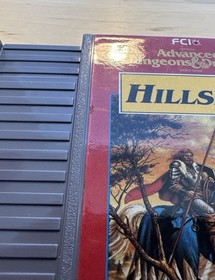 FCI
Advanced
Dungeons & D
HILLS